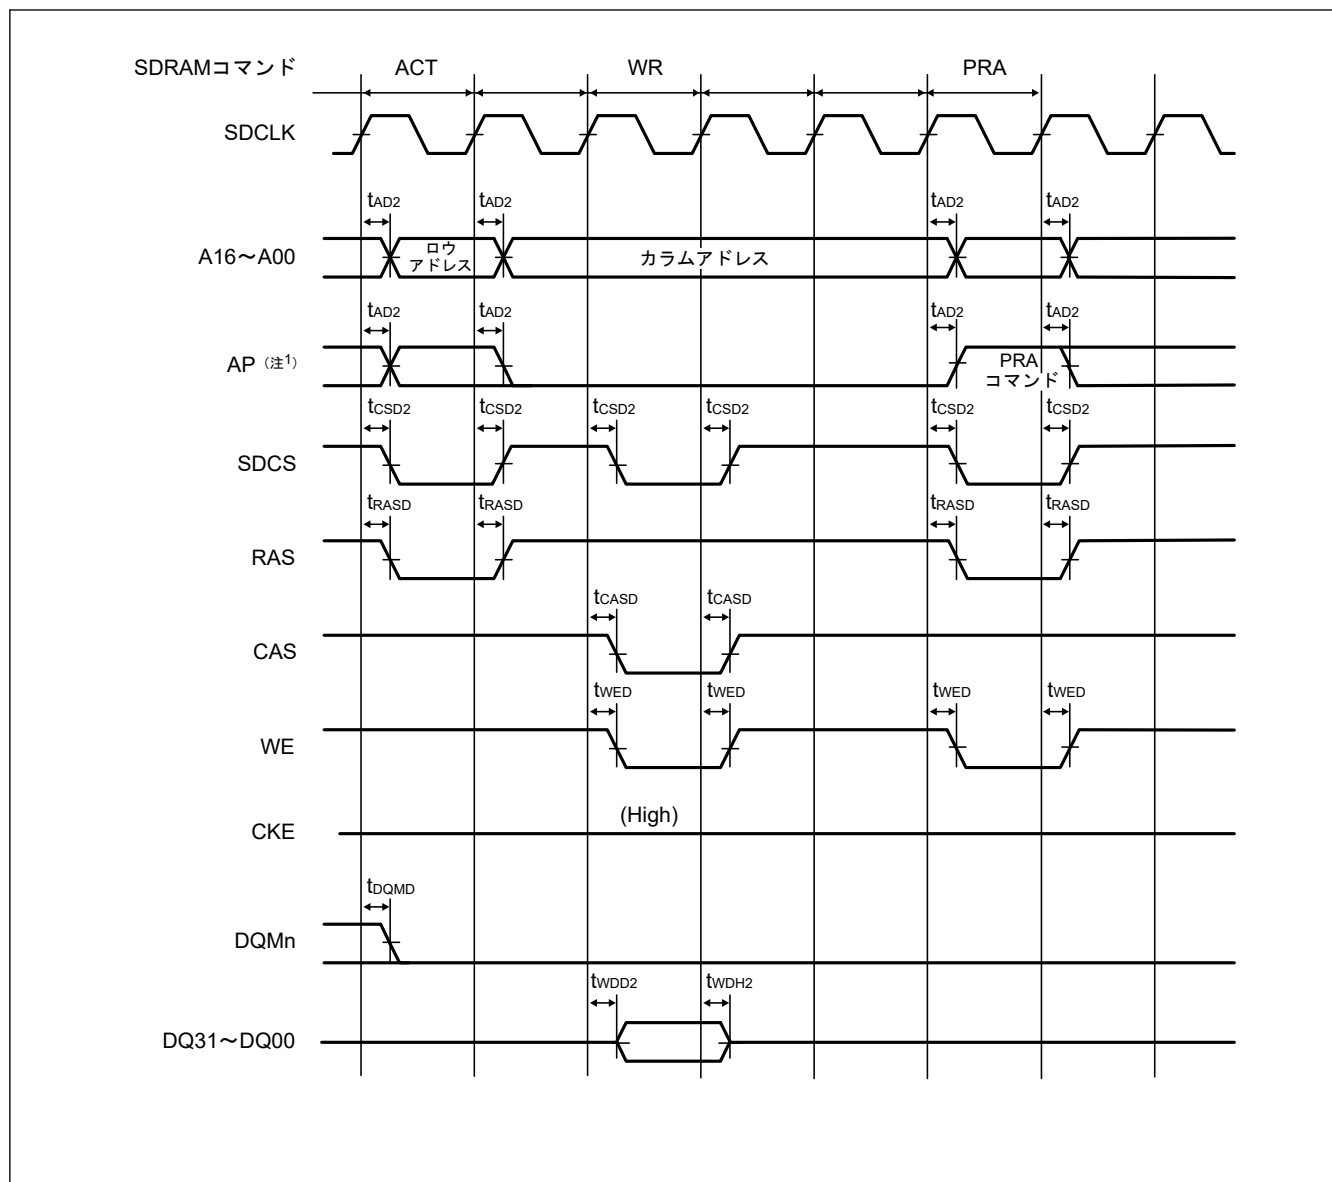 SDRAMコマンド ACT WR PRA
SDCLK
tAD2 tAD2 tAD2 tAD2
A16～A00 ロウ アドレス カラムアドレス
tAD2 tAD2 tAD2 tAD2
AP（注1） PRA コマンド
tCSD2 tCSD2 tCSD2 tCSD2 tCSD2 tCSD2
SDCS
tRASD tRASD tRASD tRASD
RAS
tCASD tCASD
CAS
tWED tWED tWED tWED
WE
(High)
CKE
tDQMD
DQMn
tWDD2 tWDH2
DQ31～DQ00